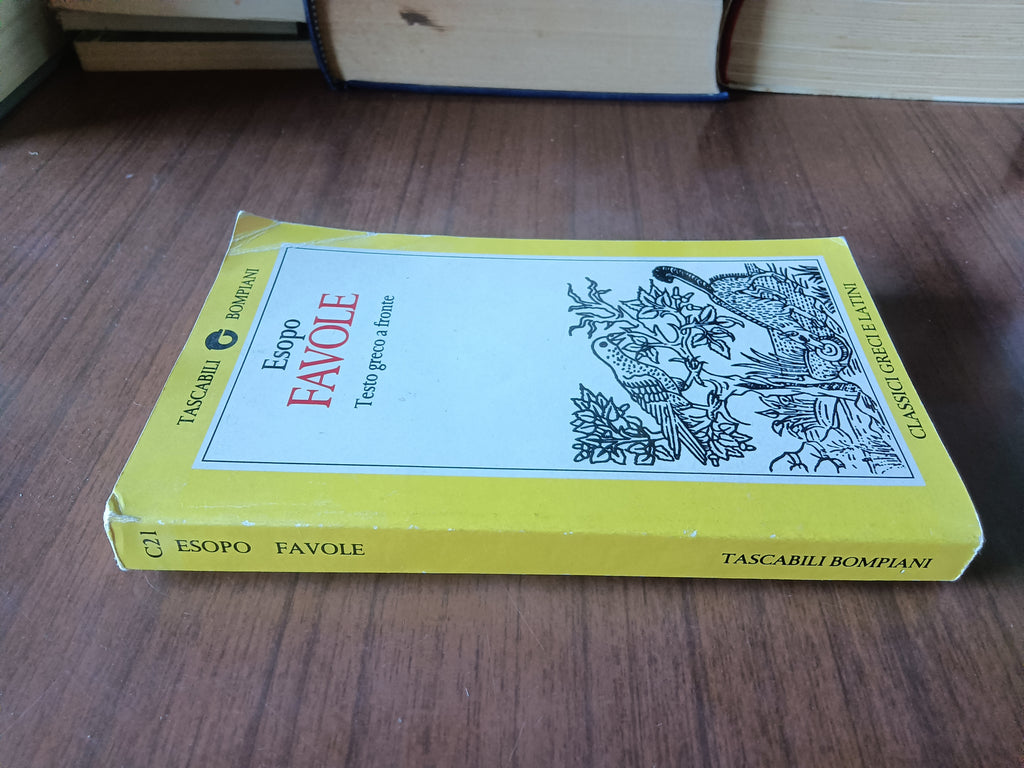 TASCABILI BOMPIANI
Esopo
FAVOLE
Testo greco a fronte
CLASSICI GRECI E LATINI
C21 ESOPO FAVOLE TASCABILI BOMPIANI